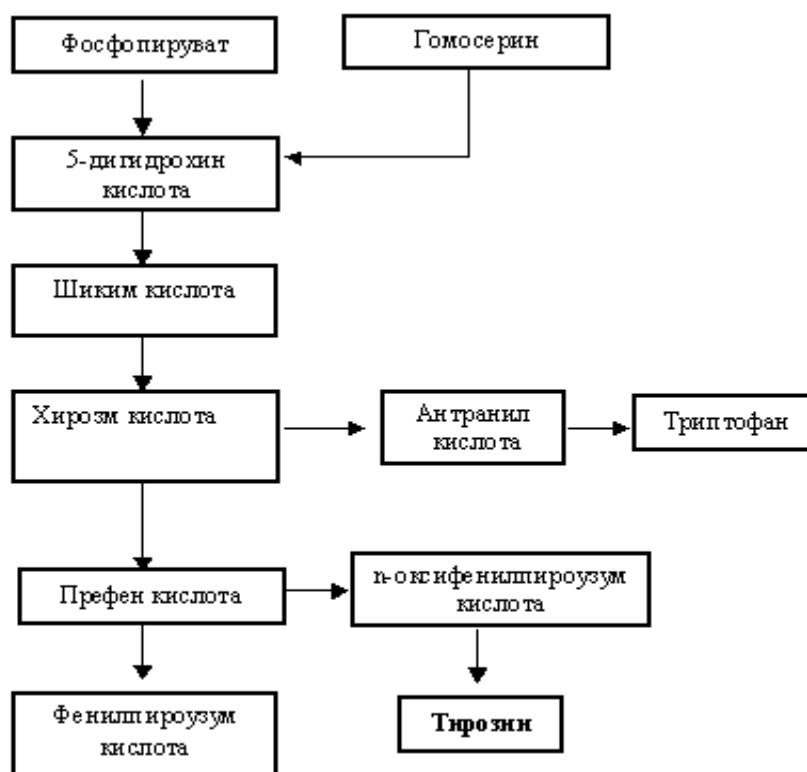 Фосфопируват
Гомосерин
5-дигидрохин
кислота
Шиким кислота
Хирозм кислота
Антранил
кислота
Триптофан
Префен кислота
n-оксифенилпироузум
кислота
Фенилпироузум
кислота
Тирозин